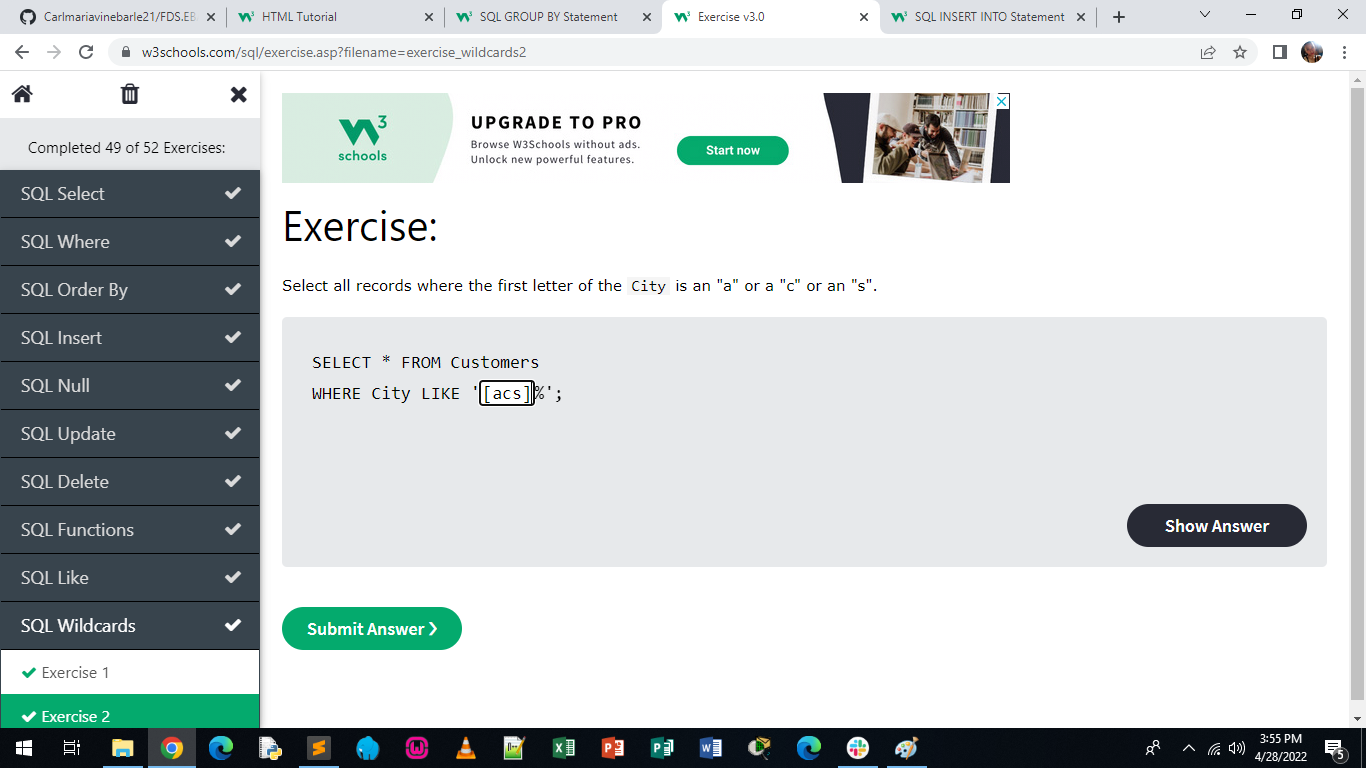 Carlmariavinebarle21/FDS.EB
HTML Tutorial
SQL GROUP BY Statement
Exercise v3.0
SQL INSERT INTO Statement
w3schools.com/sql/exercise.asp?filename=exercise_wildcards2
Completed 49 of 52 Exercises:
SQL Select
SQL Where
SQL Order By
SQL Insert
SQL Null
SQL Update
SQL Delete
SQL Functions
SQL Like
SQL Wildcards
Exercise 1
Exercise 2
3
schools
UPGRADE TO PRO
Browse W3Schools without ads.
Unlock new powerful features.
Start now
Exercise:
Select all records where the first letter of the City is an "a" or a "c" or an "s".
SELECT * FROM Customers
WHERE City LIKE '[acs]%';
Show Answer
Submit Answer ❯
3:55 PM
4/28/2022
5